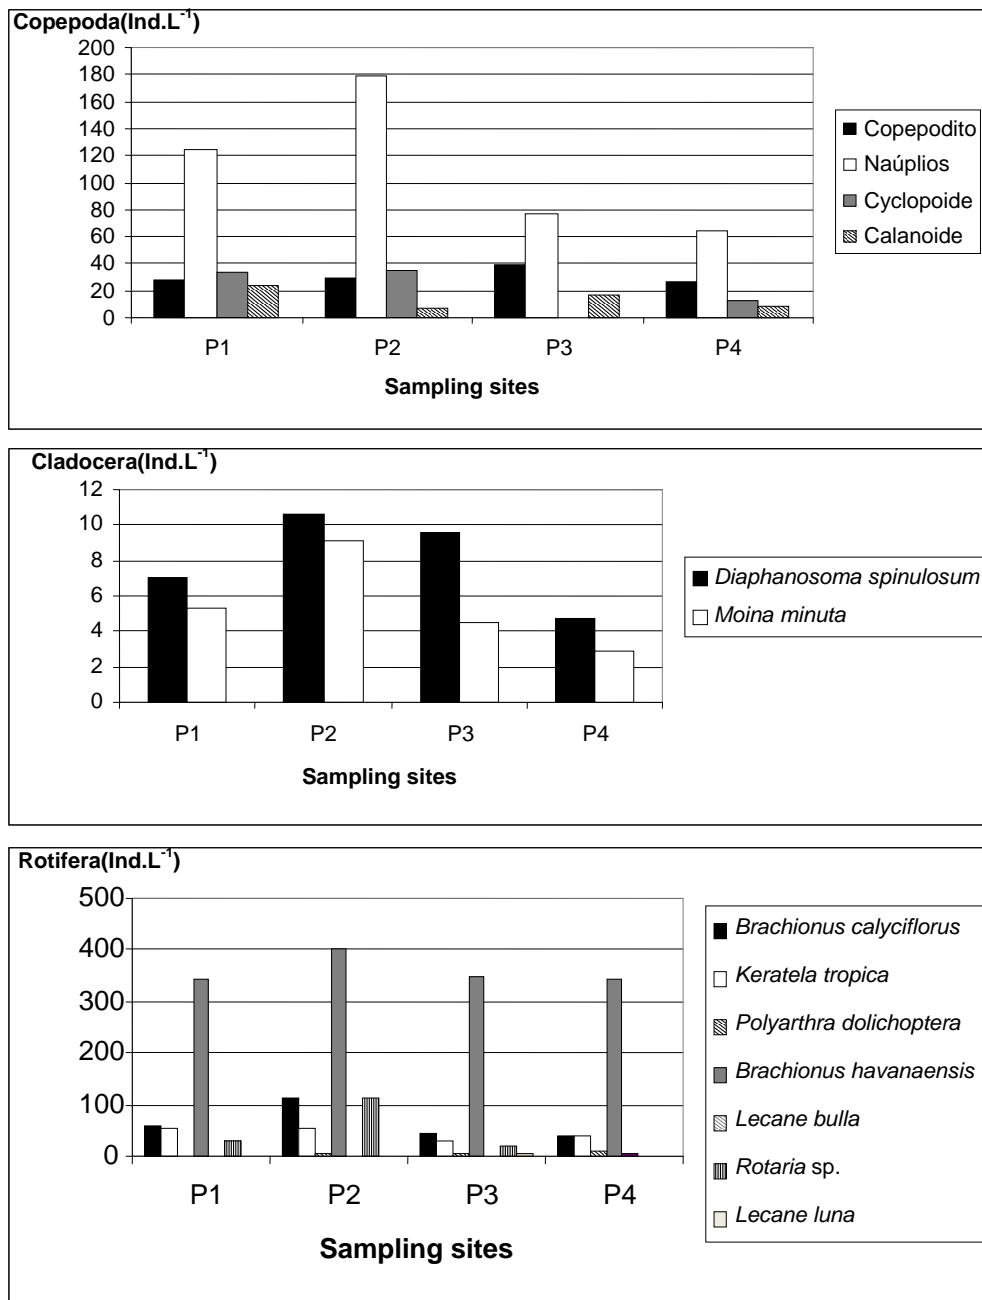 Copepoda(Ind.L-1)
200
180
160
140
120
100
80
60
40
20
0
P1 P2 P3 P4
Sampling sites
Copepodito
Naúplios
Cyclopoide
Calanoide
Cladocera(Ind.L-1)
12
10
8
6
4
2
0
P1 P2 P3 P4
Sampling sites
Diaphanosoma spinulosum
Moina minuta
Rotifera(Ind.L-1)
500
400
300
200
100
0
P1 P2 P3 P4
Sampling sites
Brachionus calyciflorus
Keratela tropica
Polyarthra dolichoptera
Brachionus havanaensis
Lecane bulla
Rotaria sp.
Lecane luna